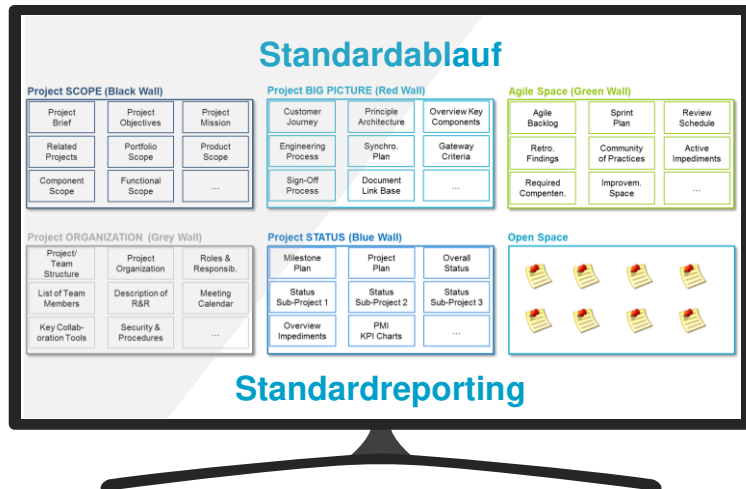 Standardablauf
Project SCOPE (Black Wall)
Project
Brief
Project
Objectives
Project
Mission
Related
Projects
Portfolio
Scope
Product
Scope
Component
Scope
Functional
Scope
...
Project BIG PICTURE (Red Wall)
Customer
Journey
Principle
Architecture
Overview Key
Components
Engineering
Process
Synchro.
Plan
Gateway
Criteria
Sign-Off
Process
Document
Link Base
...
Agile Space (Green Wall)
Agile
Backlog
Sprint
Plan
Review
Schedule
Retro.
Findings
Community
of Practices
Active
Impediments
Required
Compenten.
Improvem.
Space
...
Project ORGANIZATION (Grey Wall)
Project/
Team
Structure
Project
Organization
Roles &
Responsib.
List of Team
Members
Description of
R&R
Meeting
Calendar
Key Collab-
oration Tools
Security &
Procedures
...
Project STATUS (Blue Wall)
Milestone
Plan
Project
Plan
Overall
Status
Status
Sub-Project 1
Status
Sub-Project 2
Status
Sub-Project 3
Overview
Impediments
PMI
KPI Charts
...
Open Space
Standardreporting